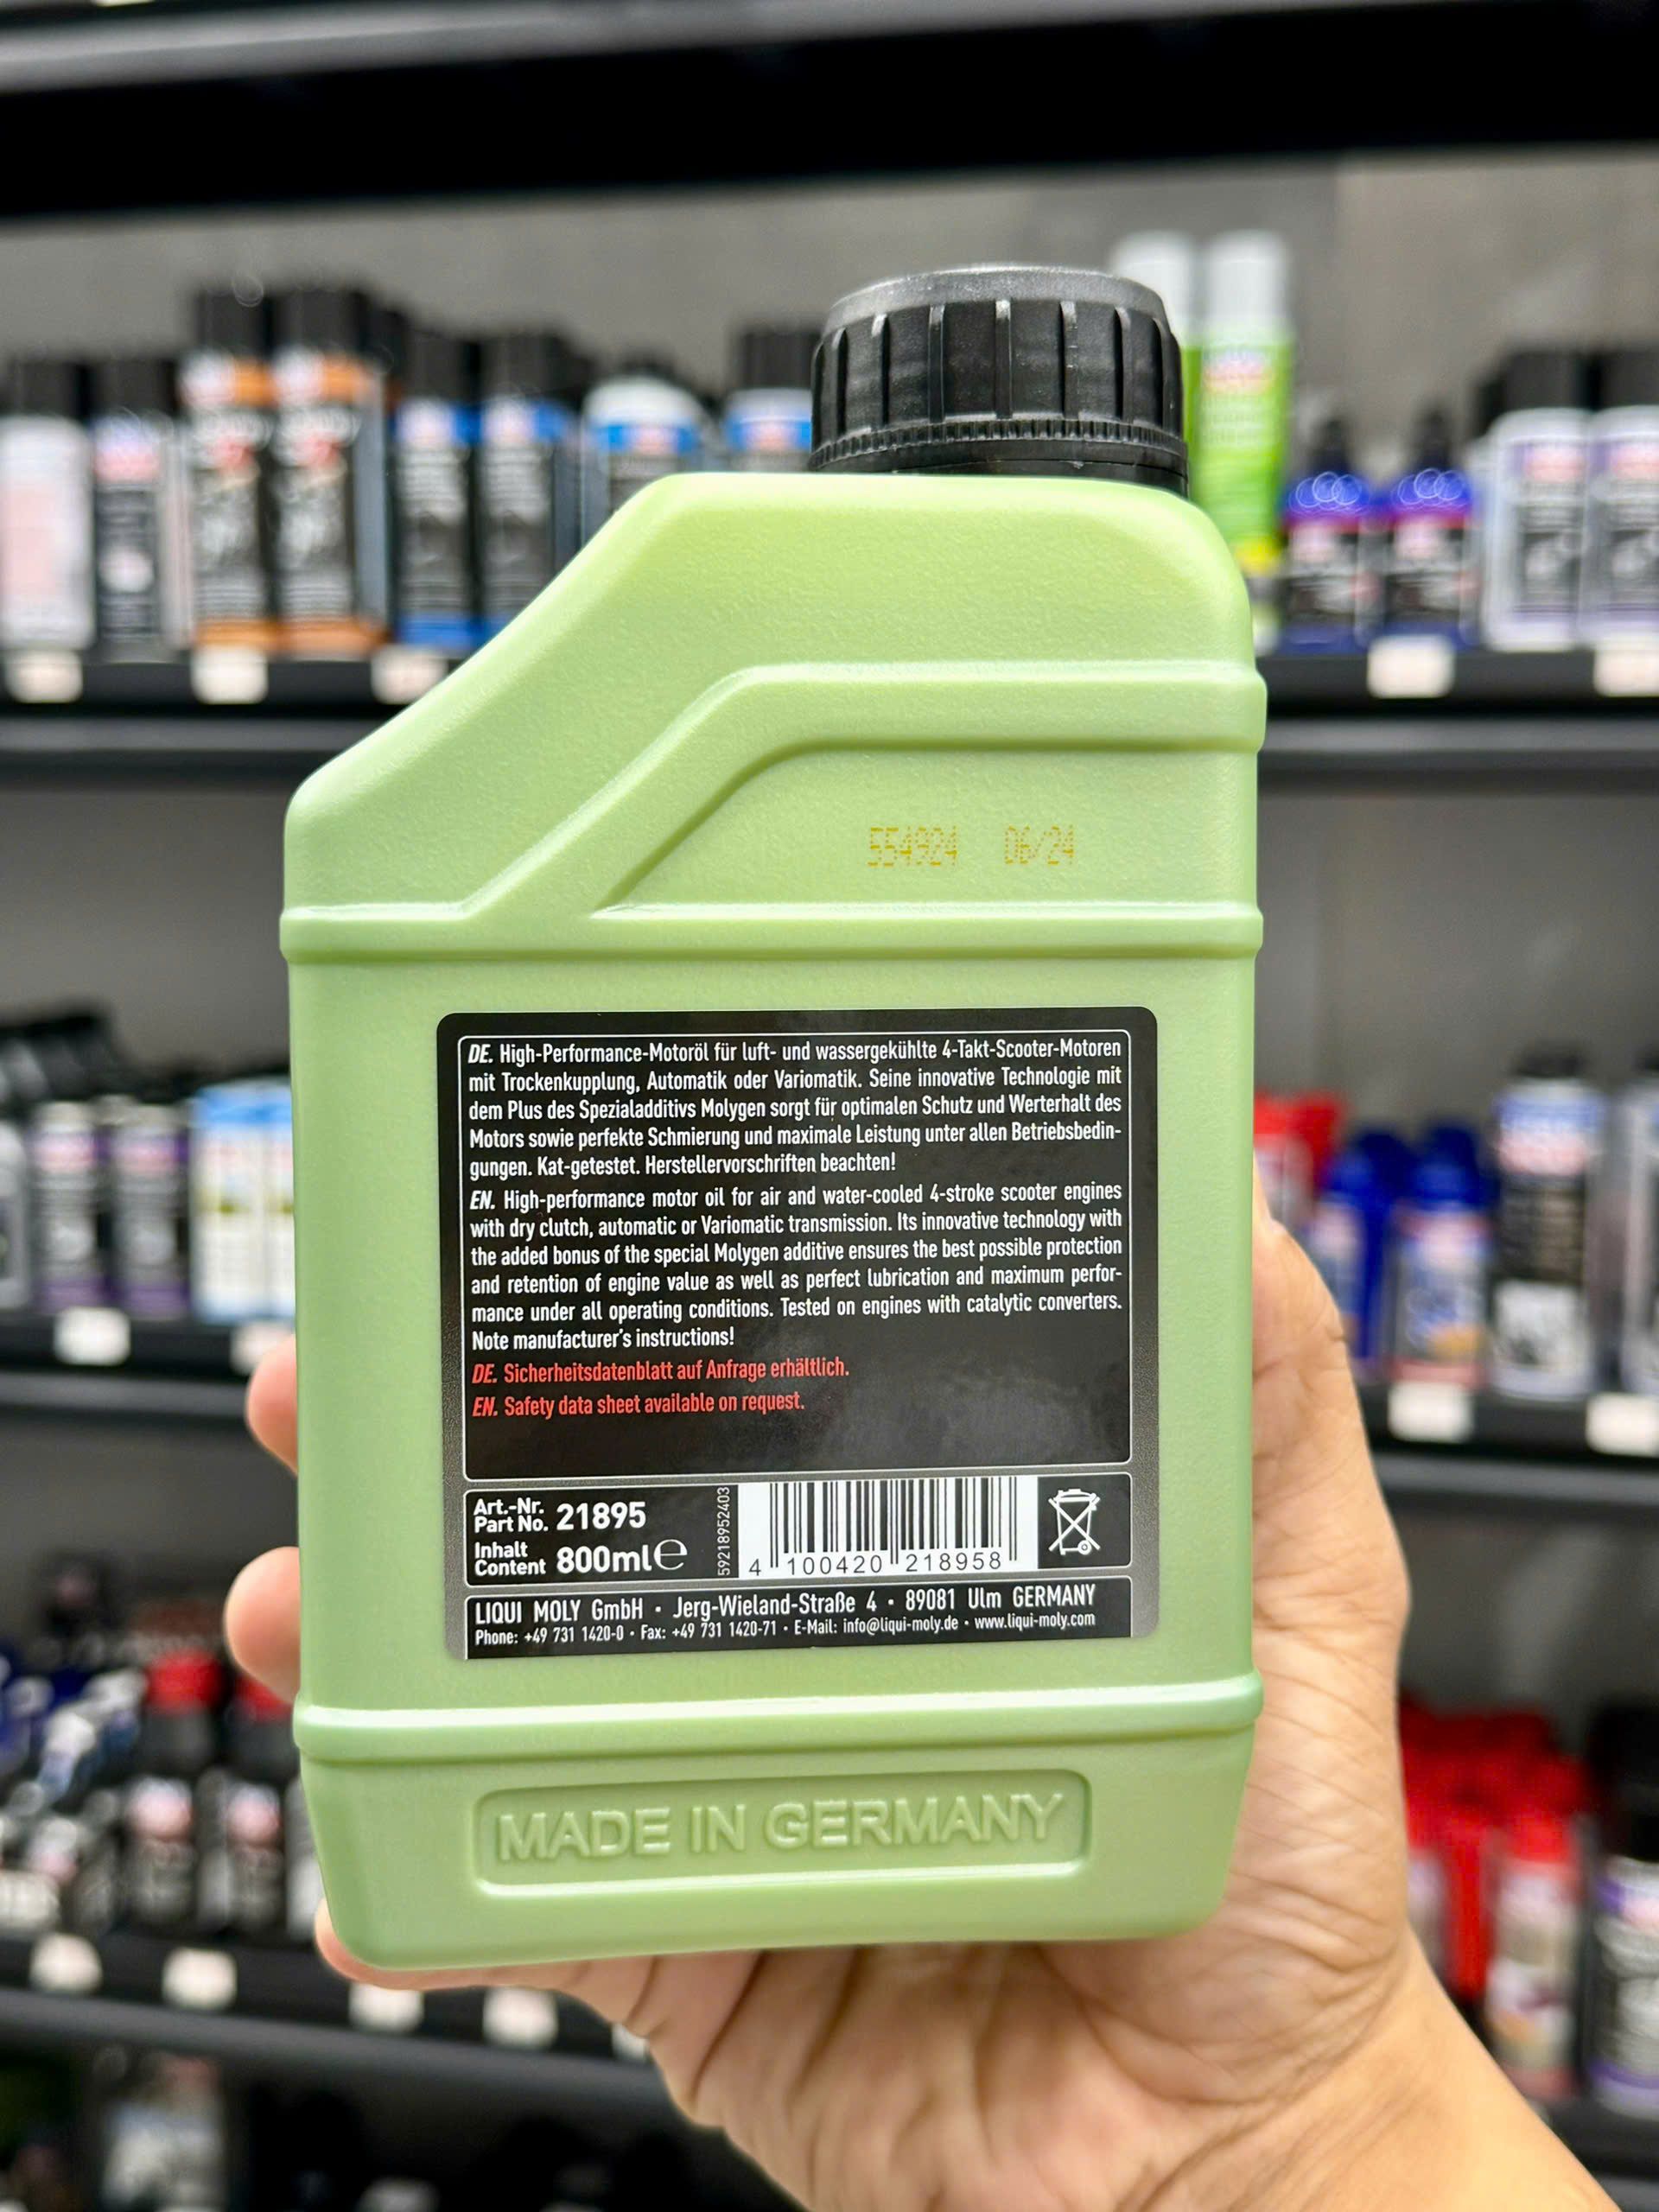 554924 06/24
DE. High-Performance-Motoröl für luft- und wassergekühlte 4-Takt-Scooter-Motoren
mit Trockenkupplung, Automatik oder Variomatik. Seine innovative Technologie mit
dem Plus des Spezialadditivs Molygen sorgt für optimalen Schutz und Werterhalt des
Motors sowie perfekte Schmierung und maximale Leistung unter allen Betriebsbedin-
gungen. Kat-getestet. Herstellervorschriften beachten!
EN. High-performance motor oil for air and water-cooled 4-stroke scooter engines
with dry clutch, automatic or Variomatic transmission. Its innovative technology with
the added bonus of the special Molygen additive ensures the best possible protection
and retention of engine value as well as perfect lubrication and maximum perfor-
mance under all operating conditions. Tested on engines with catalytic converters.
Note manufacturer's instructions!
DE. Sicherheitsdatenblatt auf Anfrage erhältlich.
EN. Safety data sheet available on request.
Art.-Nr.
Part No. 21895
Inhalt
Content 800ml ℮
59218952403
4 100420 218958
LIQUI MOLY GmbH • Jerg-Wieland-Straße 4 • 89081 Ulm GERMANY
Phone: +49 731 1420-0 • Fax: +49 731 1420-71 • E-Mail: info@liqui-moly.de • www.liqui-moly.com
MADE IN GERMANY